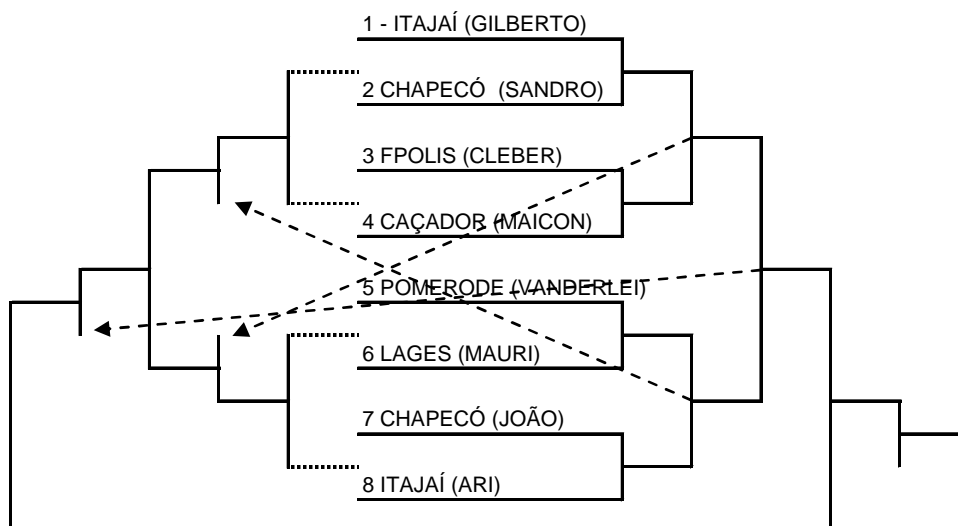 1 - ITAJAÍ (GILBERTO)
2 CHAPECÓ (SANDRO)
3 FPOLIS (CLEBER)
4 CAÇADOR (MAICON)
5 POMERODE (VANDERLEI)
6 LAGES (MAURI)
7 CHAPECÓ (JOÃO)
8 ITAJAÍ (ARI)